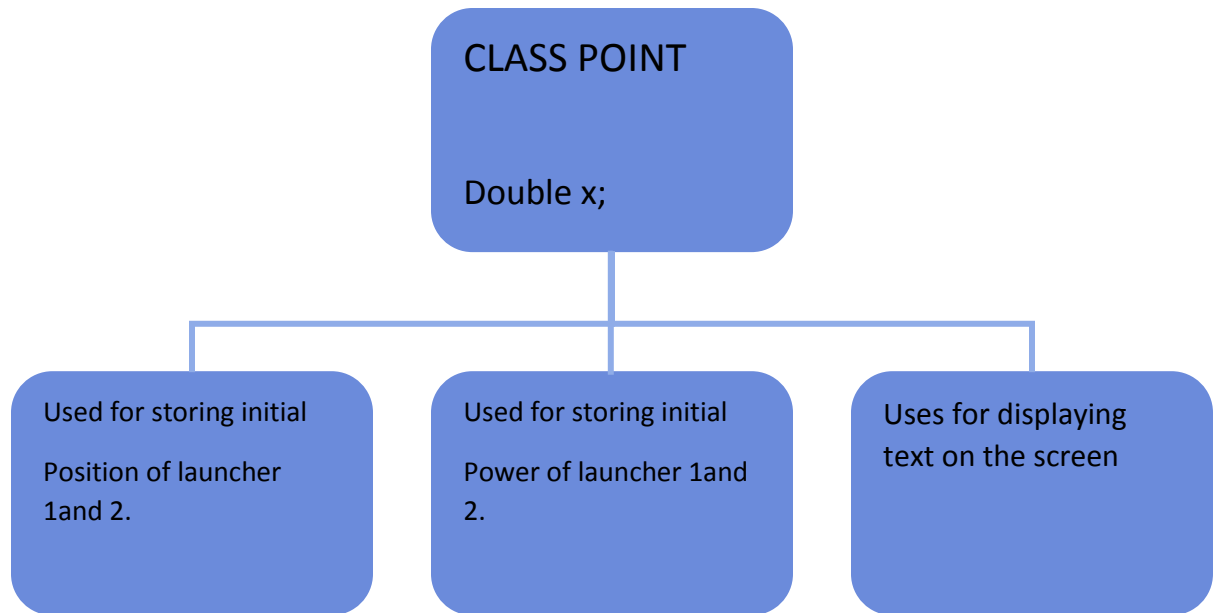 CLASS POINT
Double x;
Used for storing initial
Position of launcher
1and 2.
Used for storing initial
Power of launcher 1and
2.
Uses for displaying
text on the screen